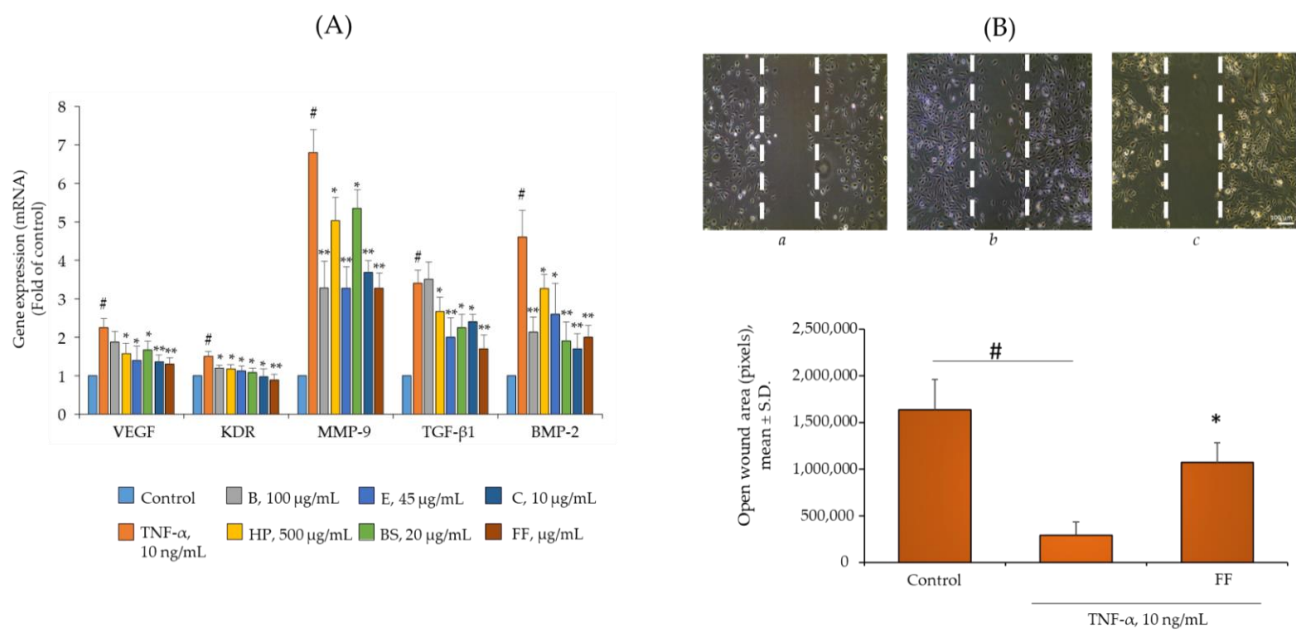 (A)
Gene expression (mRNA)
(Fold of control)
8
7
6
5
4
3
2
1
0
#
*
*
*
**
**
#
*
*
*
*
*
**
#
**
*
**
*
**
**
#
*
**
*
*
**
#
**
*
*
**
**
**
VEGF
KDR
MMP-9
TGF-β1
BMP-2
Control
B, 100 µg/mL
E, 45 µg/mL
C, 10 µg/mL
TNF-α,
10 ng/mL
HP, 500 µg/mL
BS, 20 µg/mL
FF, µg/mL
(B)
100 µm
a
b
c
Open wound area (pixels),
mean ± S.D.
2,500,000
2,000,000
1,500,000
1,000,000
500,000
0
#
*
Control
FF
TNF-α, 10 ng/mL